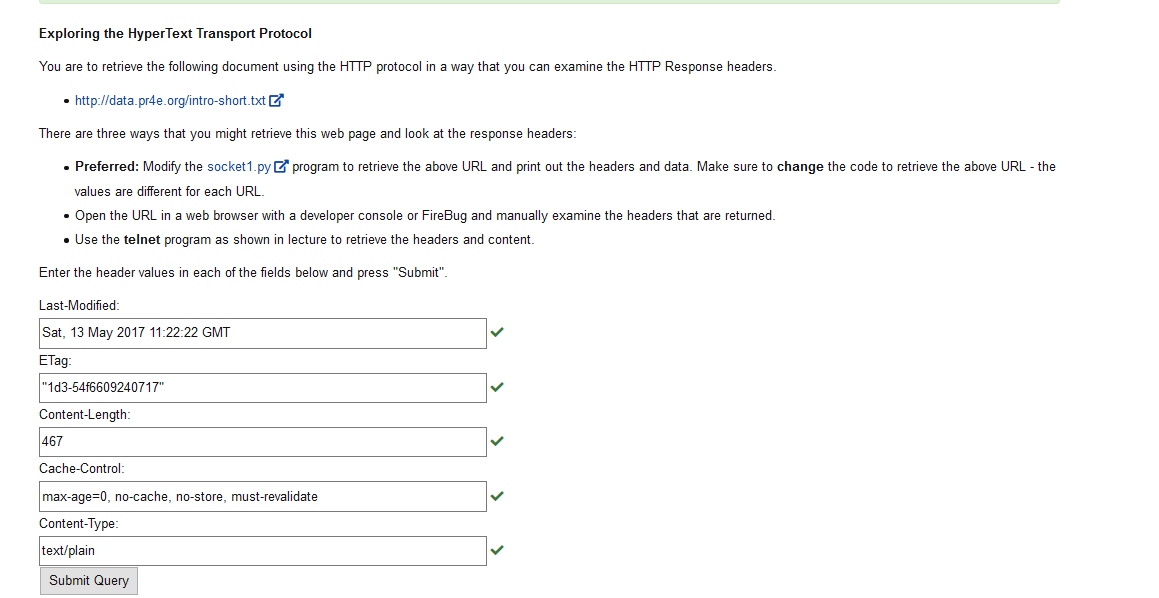 Exploring the HyperText Transport Protocol
You are to retrieve the following document using the HTTP protocol in a way that you can examine the HTTP Response headers.
• http://data.pr4e.org/intro-short.txt
There are three ways that you might retrieve this web page and look at the response headers:
• Preferred: Modify the socket1.py program to retrieve the above URL and print out the headers and data. Make sure to change the code to retrieve the above URL - the
values are different for each URL.
• Open the URL in a web browser with a developer console or FireBug and manually examine the headers that are returned.
• Use the telnet program as shown in lecture to retrieve the headers and content.
Enter the header values in each of the fields below and press "Submit".
Last-Modified:
Sat, 13 May 2017 11:22:22 GMT
ETag:
"1d3-54f6609240717"
Content-Length:
467
Cache-Control:
max-age=0, no-cache, no-store, must-revalidate
Content-Type:
text/plain
Submit Query